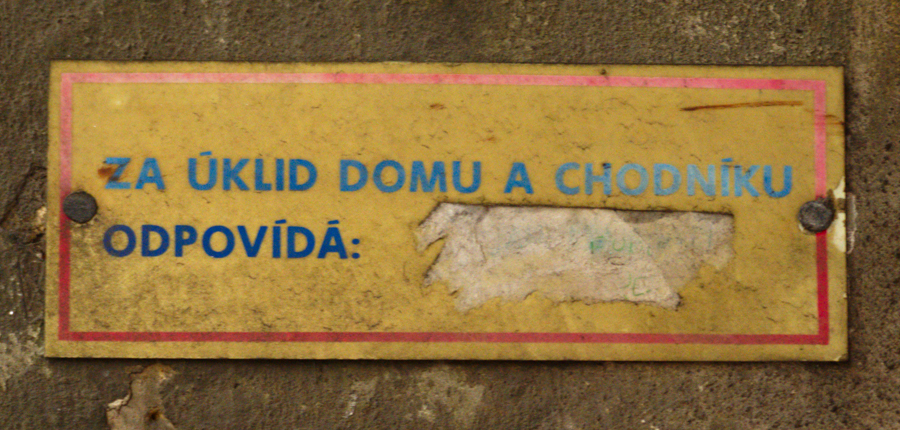 ZA ÚKLID DOMU A CHODNÍKU
ODPOVÍDÁ: